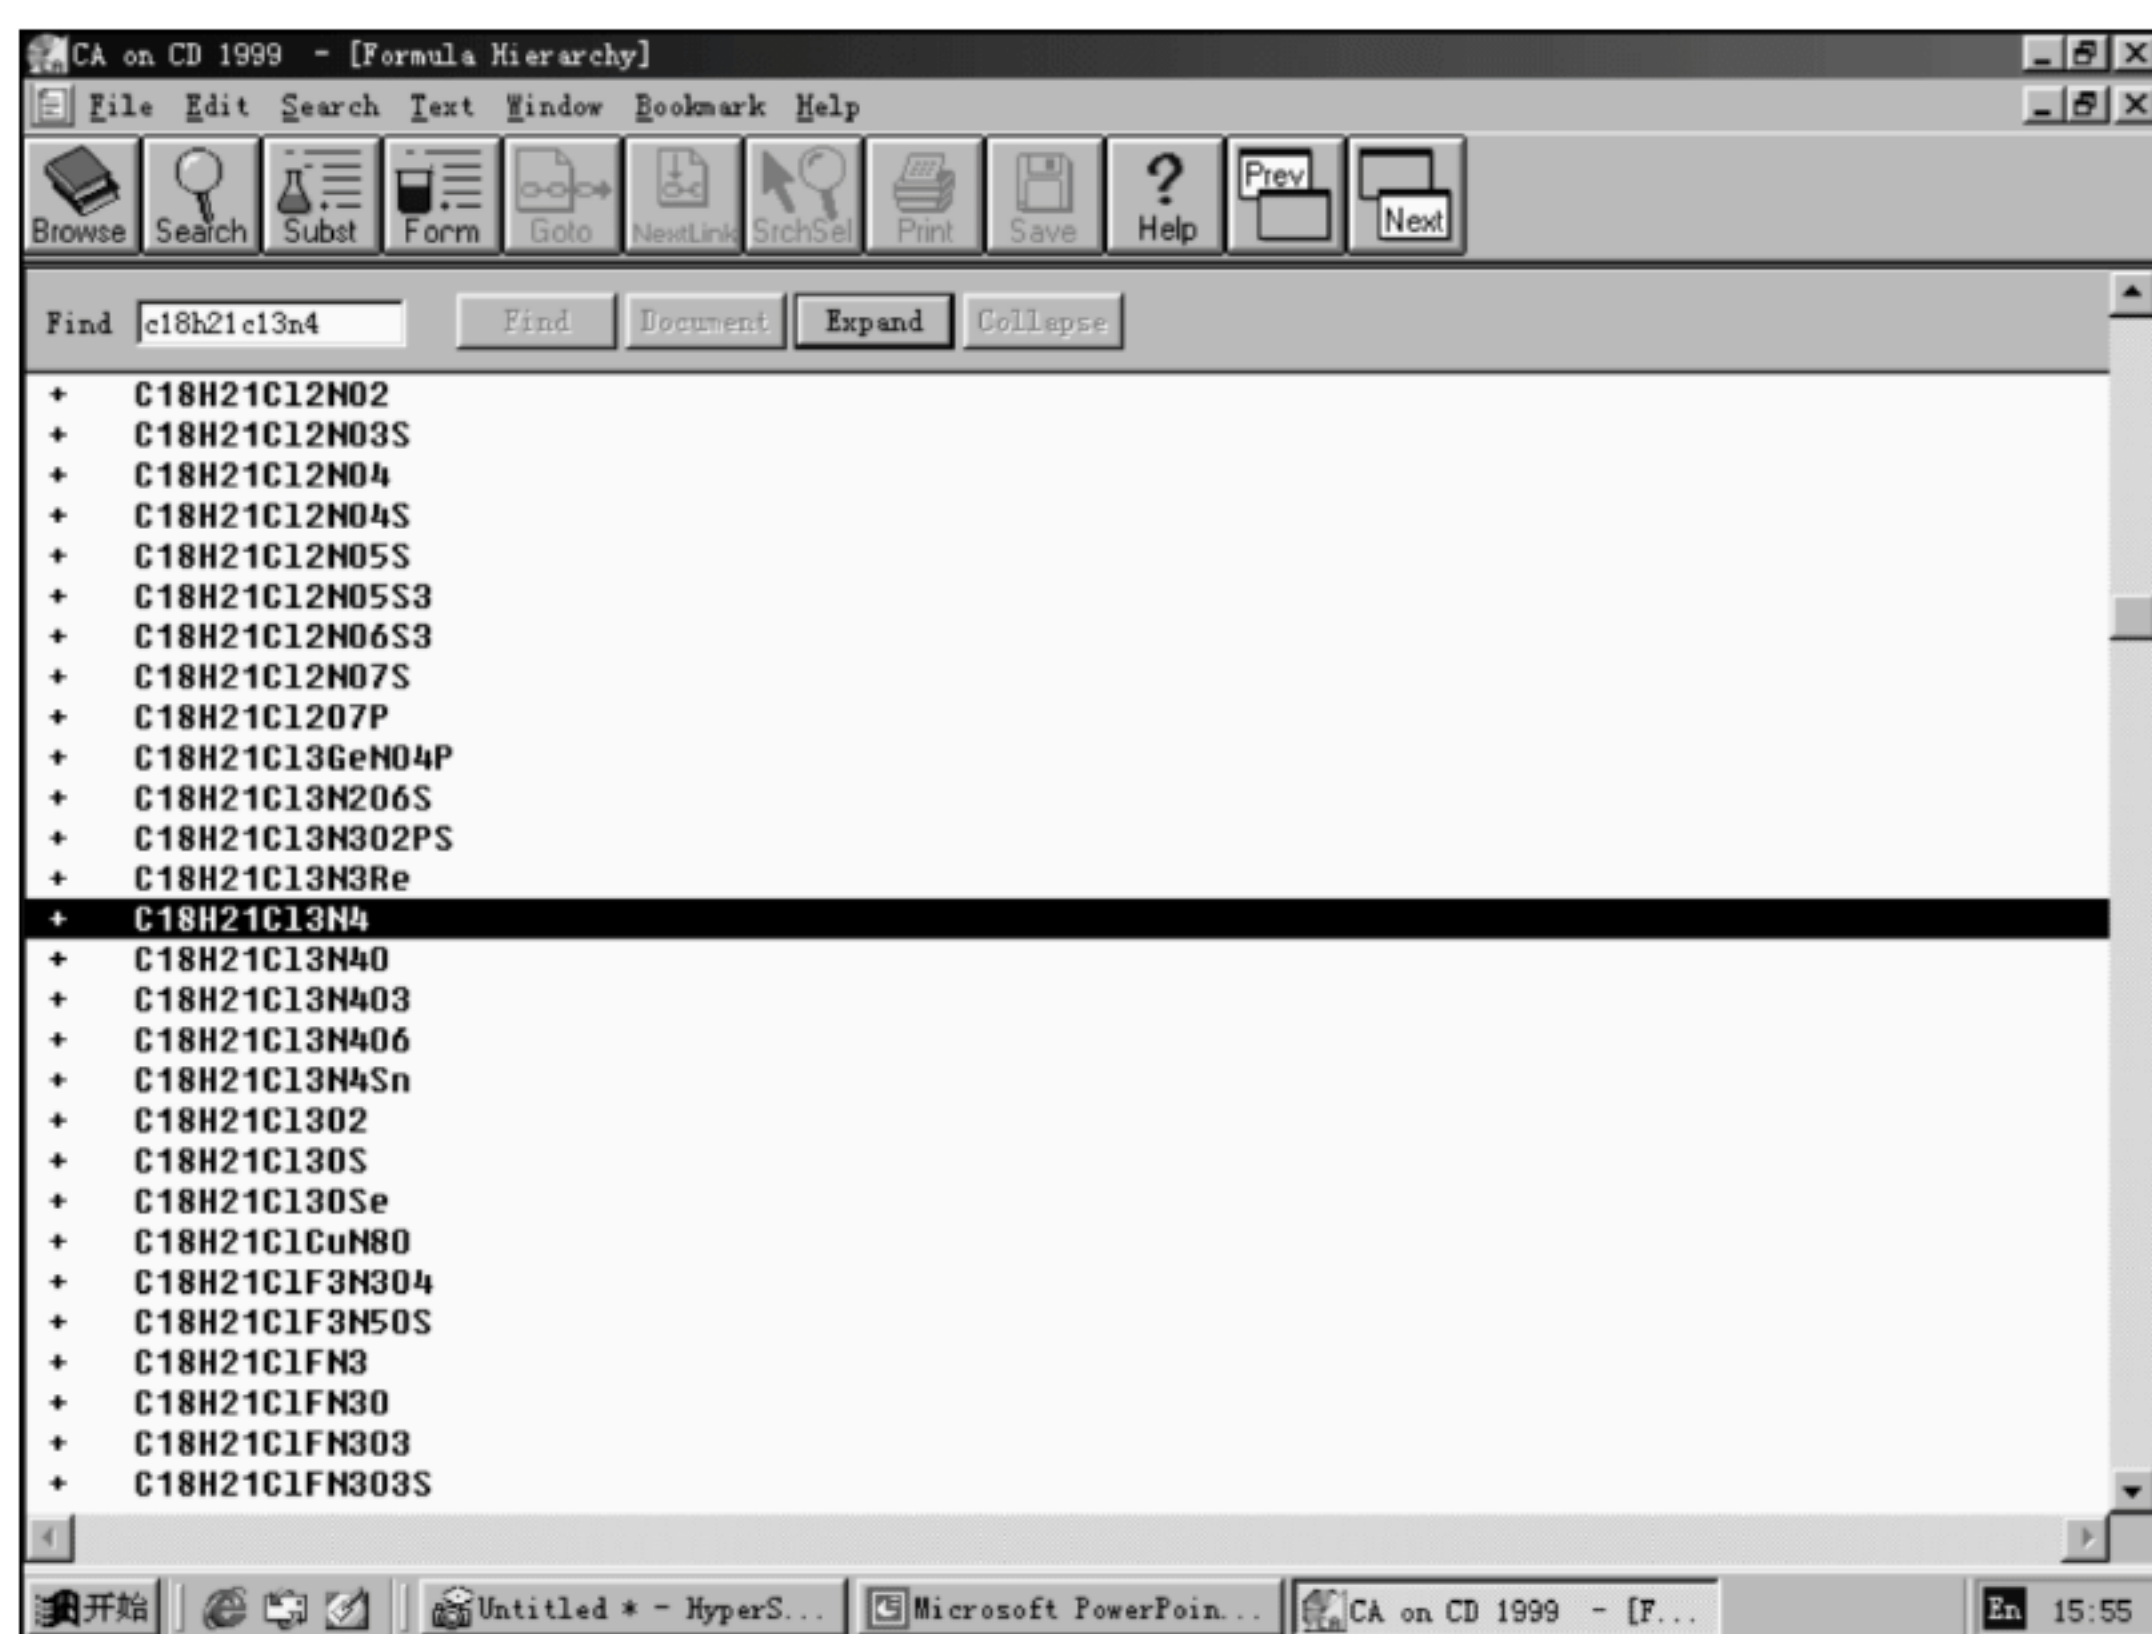 CA on CD 1999 - [Formula Hierarchy]
File Edit Search Text Window Bookmark Help
Browse Search Subst Form Goto NextLink SrchSel Print Save Help Prev Next
Find c18h21cl3n4 Find Document Expand Collapse
+ C18H21Cl2NO2
+ C18H21Cl2NO3S
+ C18H21Cl2NO4
+ C18H21Cl2NO4S
+ C18H21Cl2NO5S
+ C18H21Cl2NO5S3
+ C18H21Cl2NO6S3
+ C18H21Cl2NO7S
+ C18H21Cl2O7P
+ C18H21Cl3GeNO4P
+ C18H21Cl3N2O6S
+ C18H21Cl3N3O2PS
+ C18H21Cl3N3Re
+ C18H21Cl3N4
+ C18H21Cl3N4O
+ C18H21Cl3N4O3
+ C18H21Cl3N4O6
+ C18H21Cl3N4Sn
+ C18H21Cl3O2
+ C18H21Cl3OS
+ C18H21Cl3OSe
+ C18H21ClCuN8O
+ C18H21ClF3N3O4
+ C18H21ClF3N5OS
+ C18H21ClFN3
+ C18H21ClFN3O
+ C18H21ClFN3O3
+ C18H21ClFN3O3S
开始 Untitled * - HyperS... Microsoft PowerPoin... CA on CD 1999 - [F... En 15:55